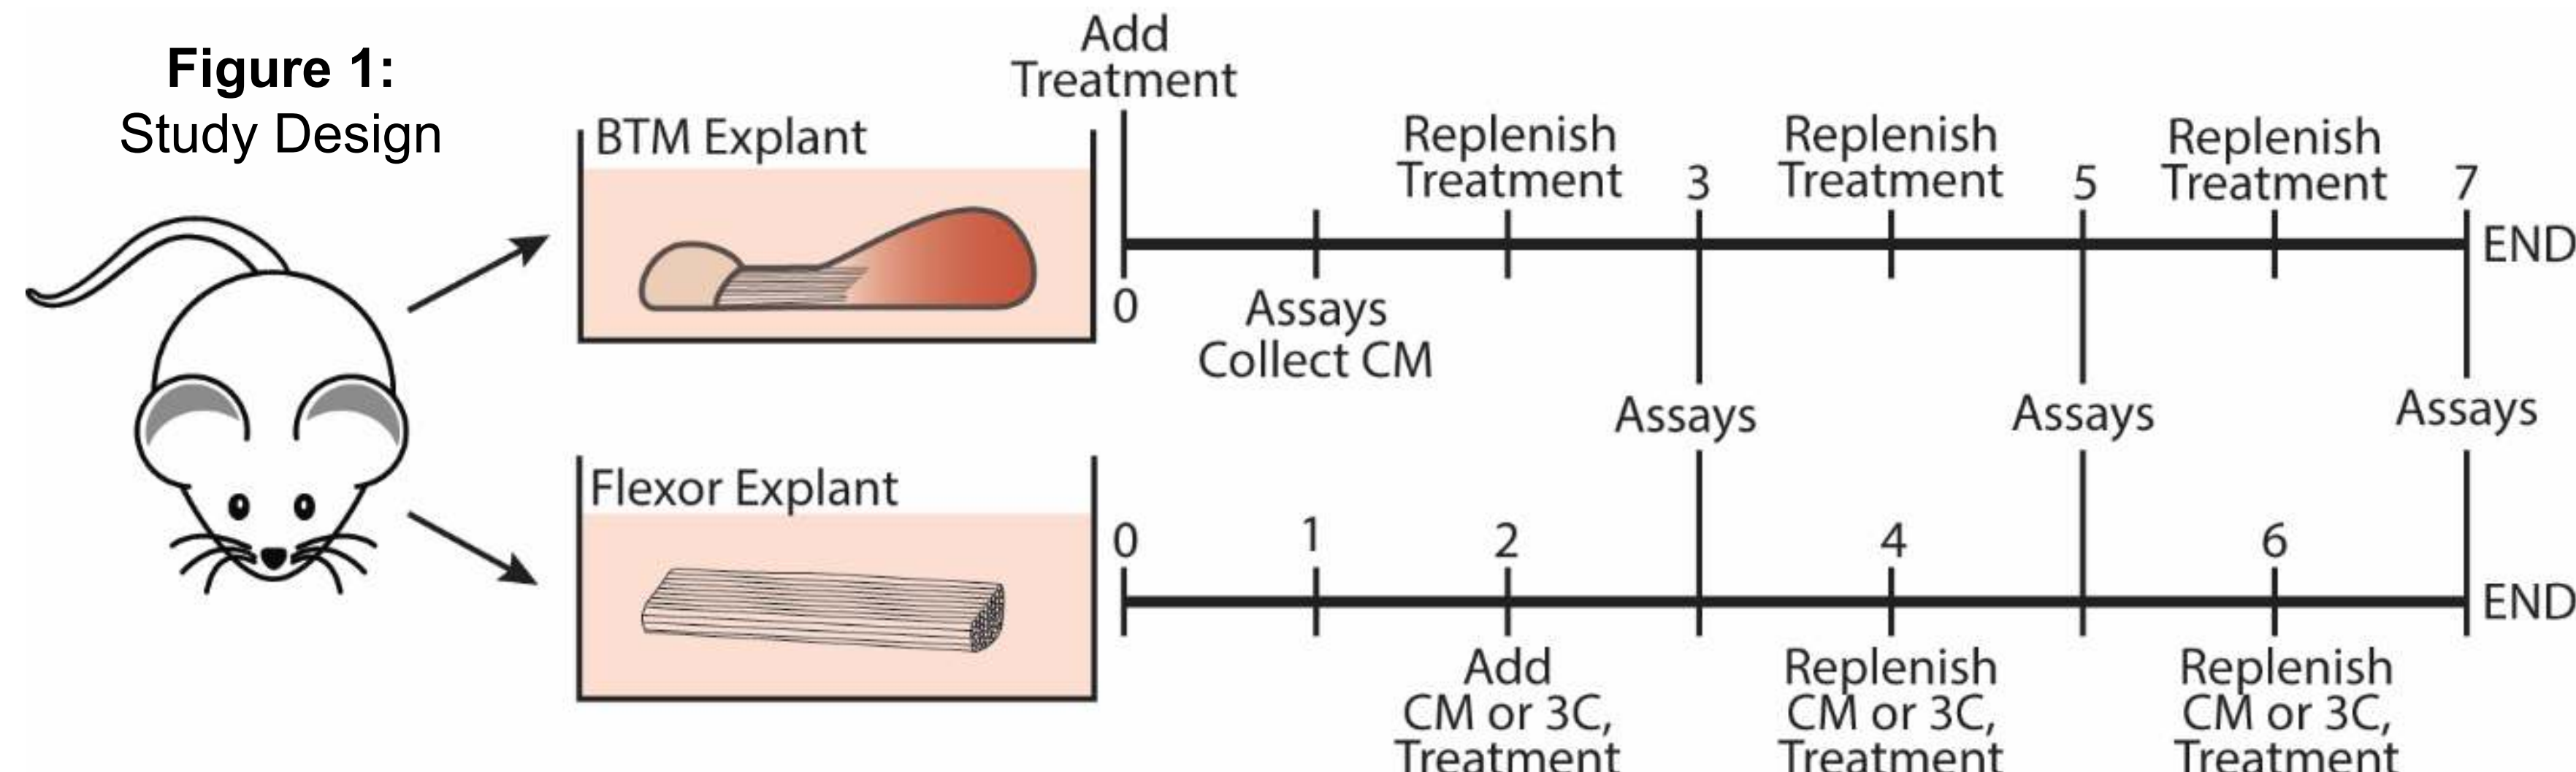 Figure 1:
Study Design
BTM Explant
Add
Treatment
Replenish
Treatment
3
Replenish
Treatment
5
Replenish
Treatment
7
END
0
Assays
Collect CM
Assays
Assays
Assays
Flexor Explant
0
1
2
4
6
END
Add
CM or 3C,
Treatment
Replenish
CM or 3C,
Treatment
Replenish
CM or 3C,
Treatment